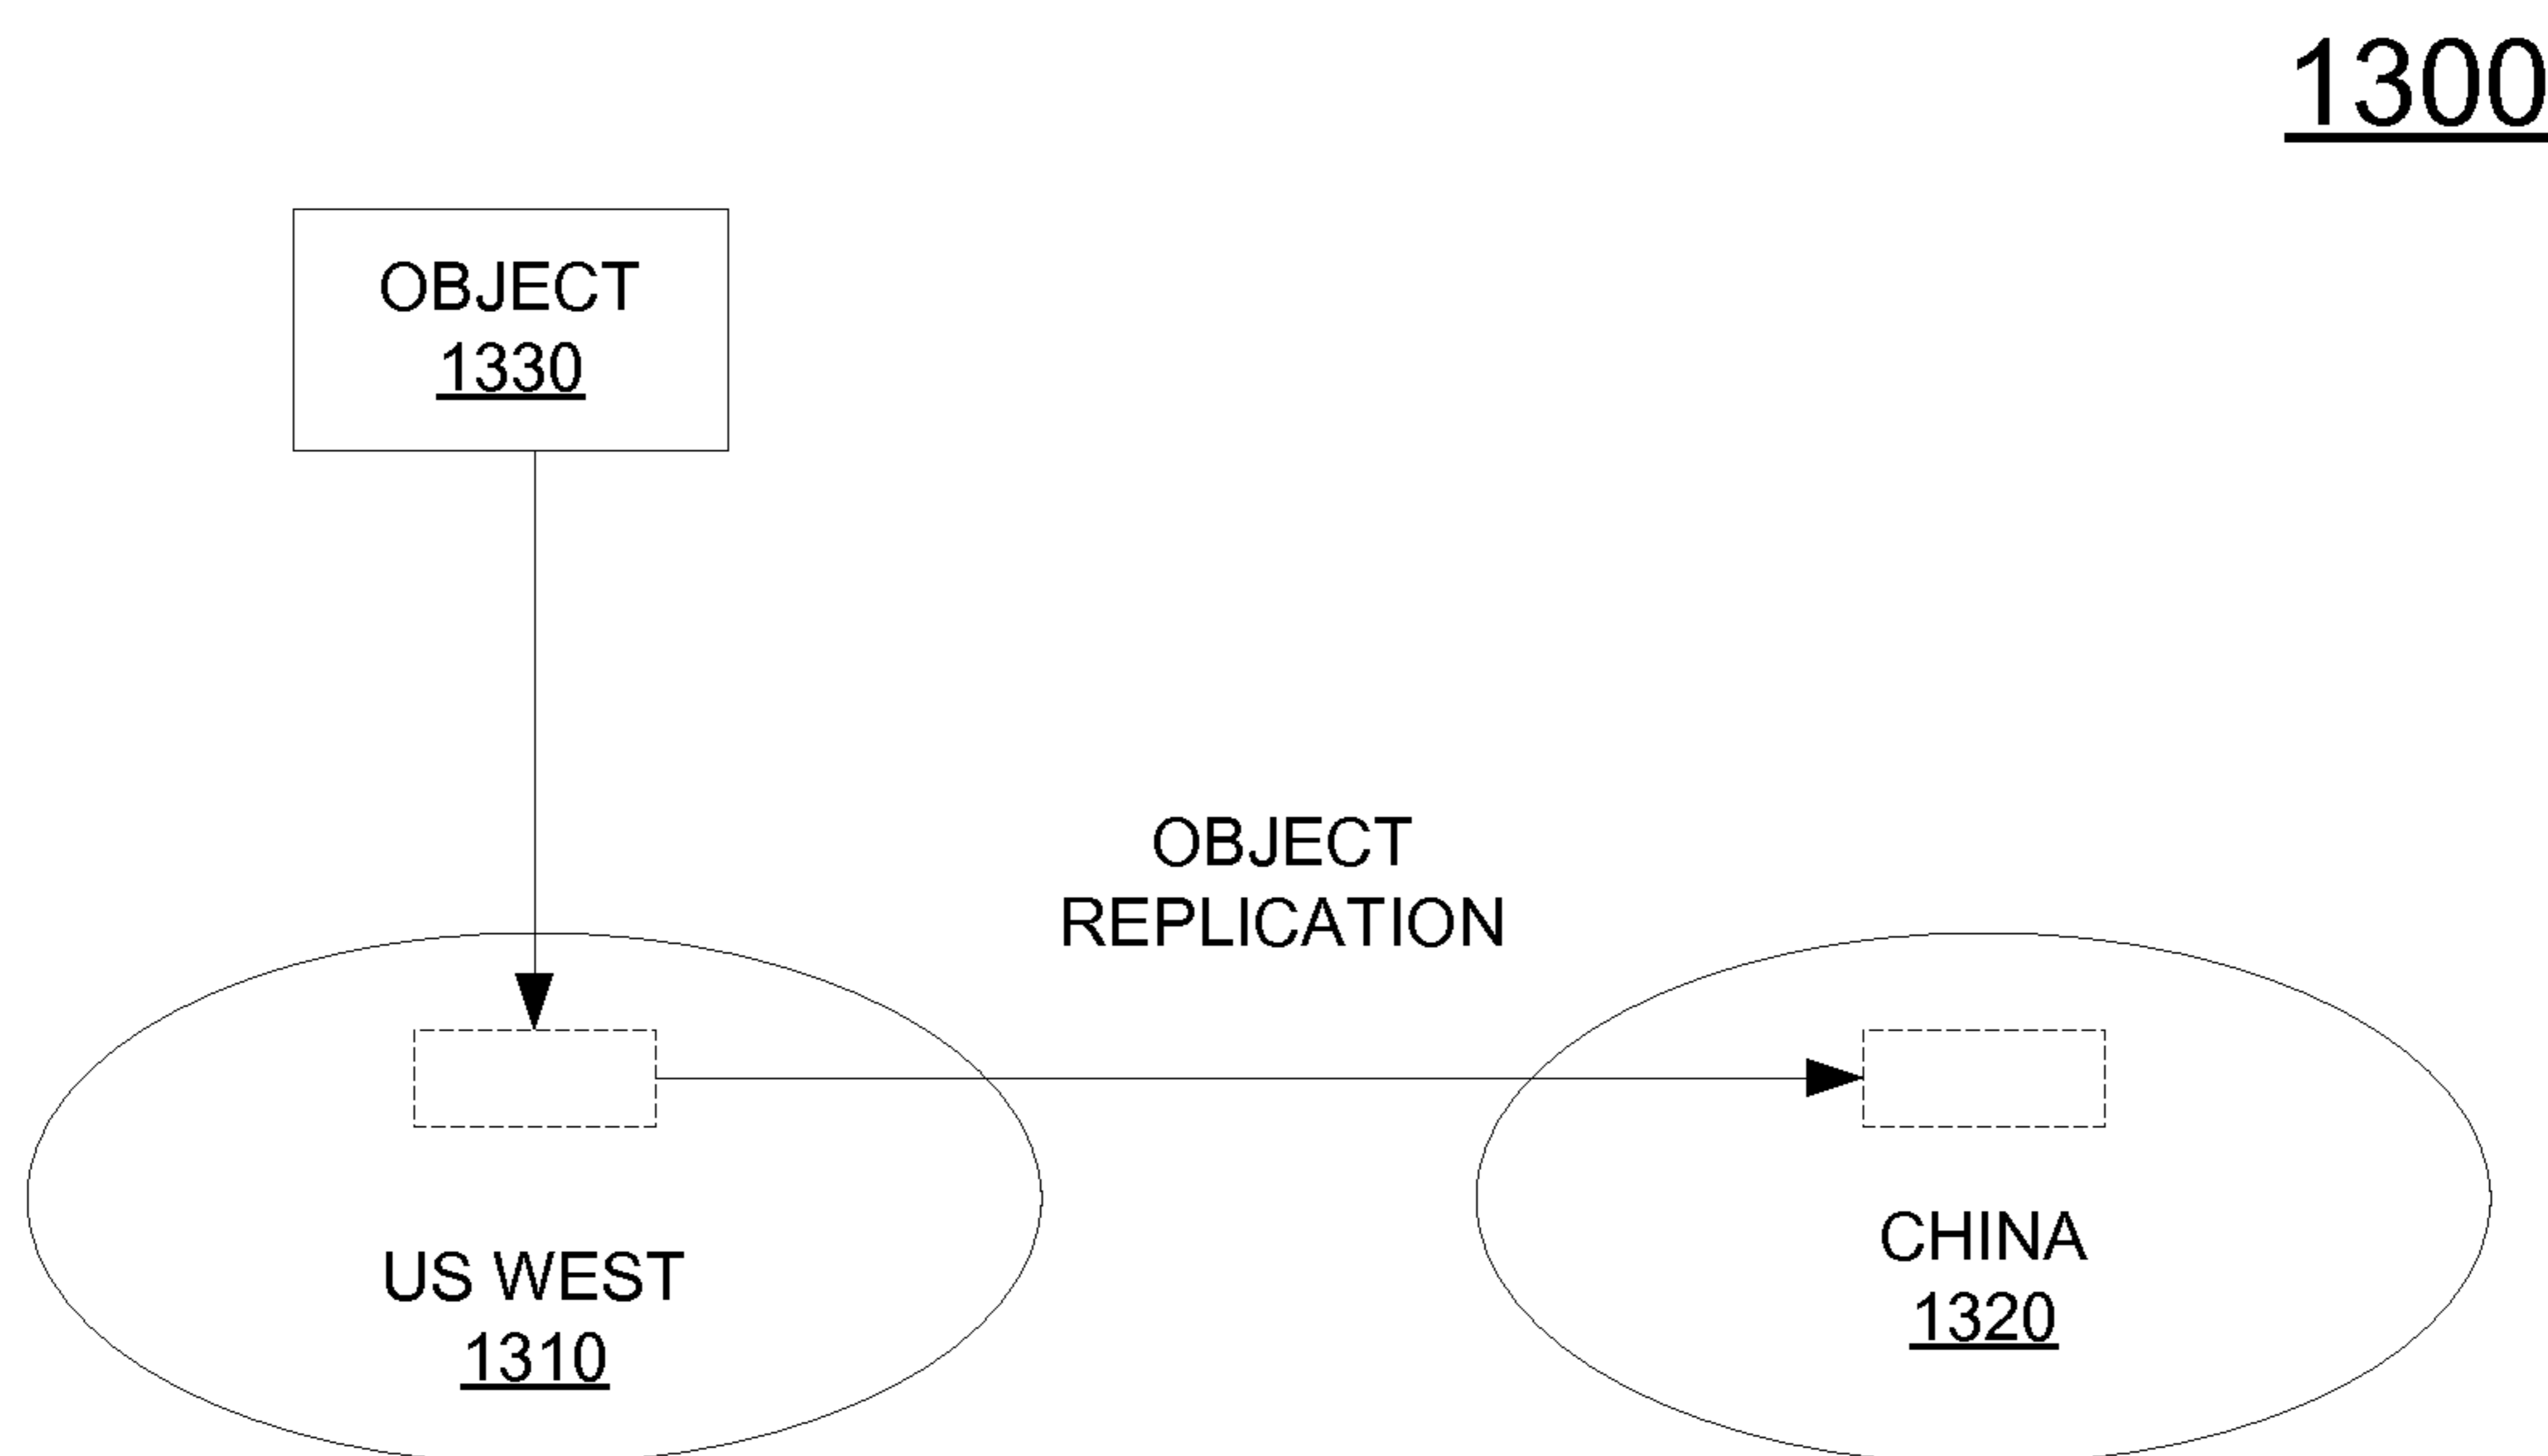 1300
OBJECT
1330
OBJECT
REPLICATION
US WEST
1310
CHINA
1320